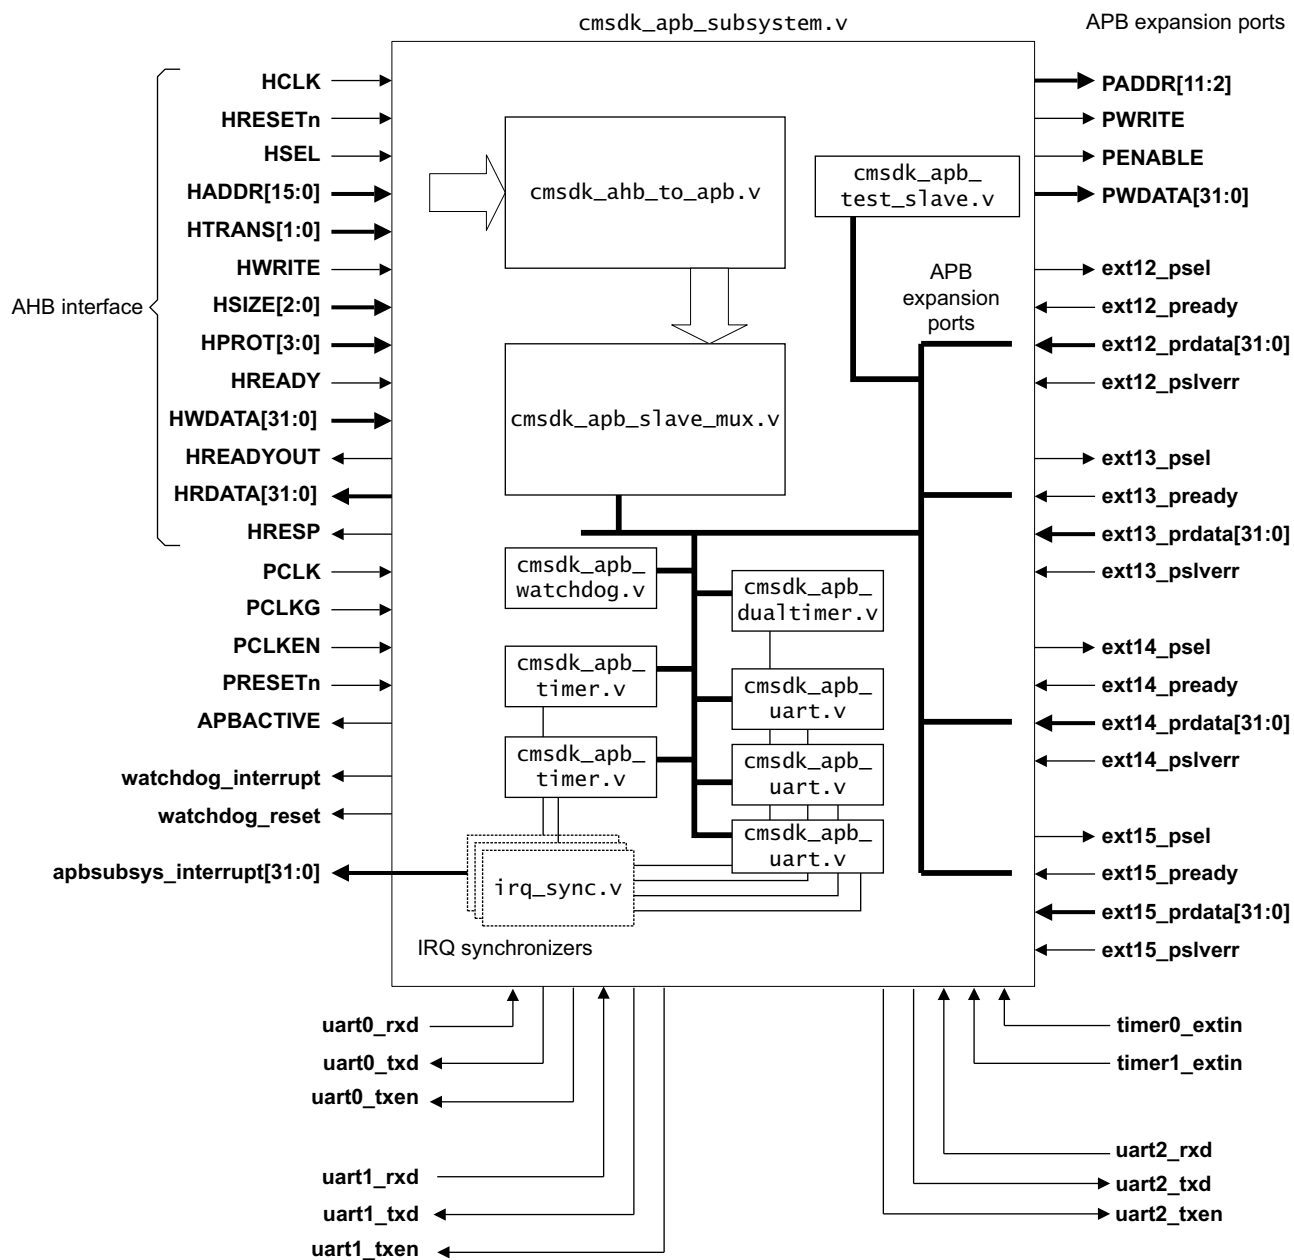 cmsdk_apb_subsystem.v
APB expansion ports
AHB interface
HCLK
HRESETn
HSEL
HADDR[15:0]
HTRANS[1:0]
HWRITE
HSIZE[2:0]
HPROT[3:0]
HREADY
HWDATA[31:0]
HREADYOUT
HRDATA[31:0]
HRESP
PCLK
PCLKG
PCLKEN
PRESETn
APBACTIVE
watchdog_interrupt
watchdog_reset
apbsubsys_interrupt[31:0]
cmsdk_ahb_to_apb.v
cmsdk_apb_
test_slave.v
APB
expansion
ports
cmsdk_apb_slave_mux.v
cmsdk_apb_
watchdog.v
cmsdk_apb_
dualtimer.v
cmsdk_apb_
timer.v
cmsdk_apb_
uart.v
cmsdk_apb_
timer.v
cmsdk_apb_
uart.v
cmsdk_apb_
uart.v
irq_sync.v
IRQ synchronizers
PADDR[11:2]
PWRITE
PENABLE
PWDATA[31:0]
ext12_psel
ext12_pready
ext12_prdata[31:0]
ext12_pslverr
ext13_psel
ext13_pready
ext13_prdata[31:0]
ext13_pslverr
ext14_psel
ext14_pready
ext14_prdata[31:0]
ext14_pslverr
ext15_psel
ext15_pready
ext15_prdata[31:0]
ext15_pslverr
uart0_rxd
uart0_txd
uart0_txen
uart1_rxd
uart1_txd
uart1_txen
timer0_extin
timer1_extin
uart2_rxd
uart2_txd
uart2_txen